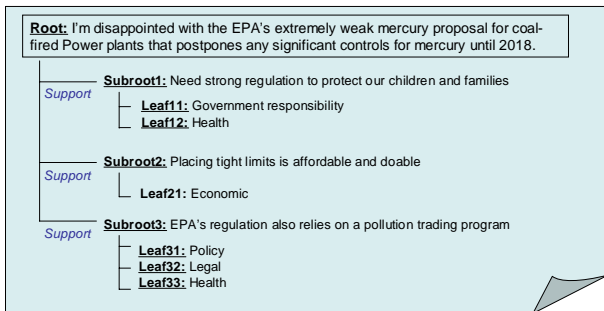 Root: I'm disappointed with the EPA's extremely weak mercury proposal for coal-
fired Power plants that postpones any significant controls for mercury until 2018.
Subroot1: Need strong regulation to protect our children and families
Support
Leaf11: Government responsibility
Leaf12: Health
Subroot2: Placing tight limits is affordable and doable
Support
Leaf21: Economic
Subroot3: EPA's regulation also relies on a pollution trading program
Support
Leaf31: Policy
Leaf32: Legal
Leaf33: Health